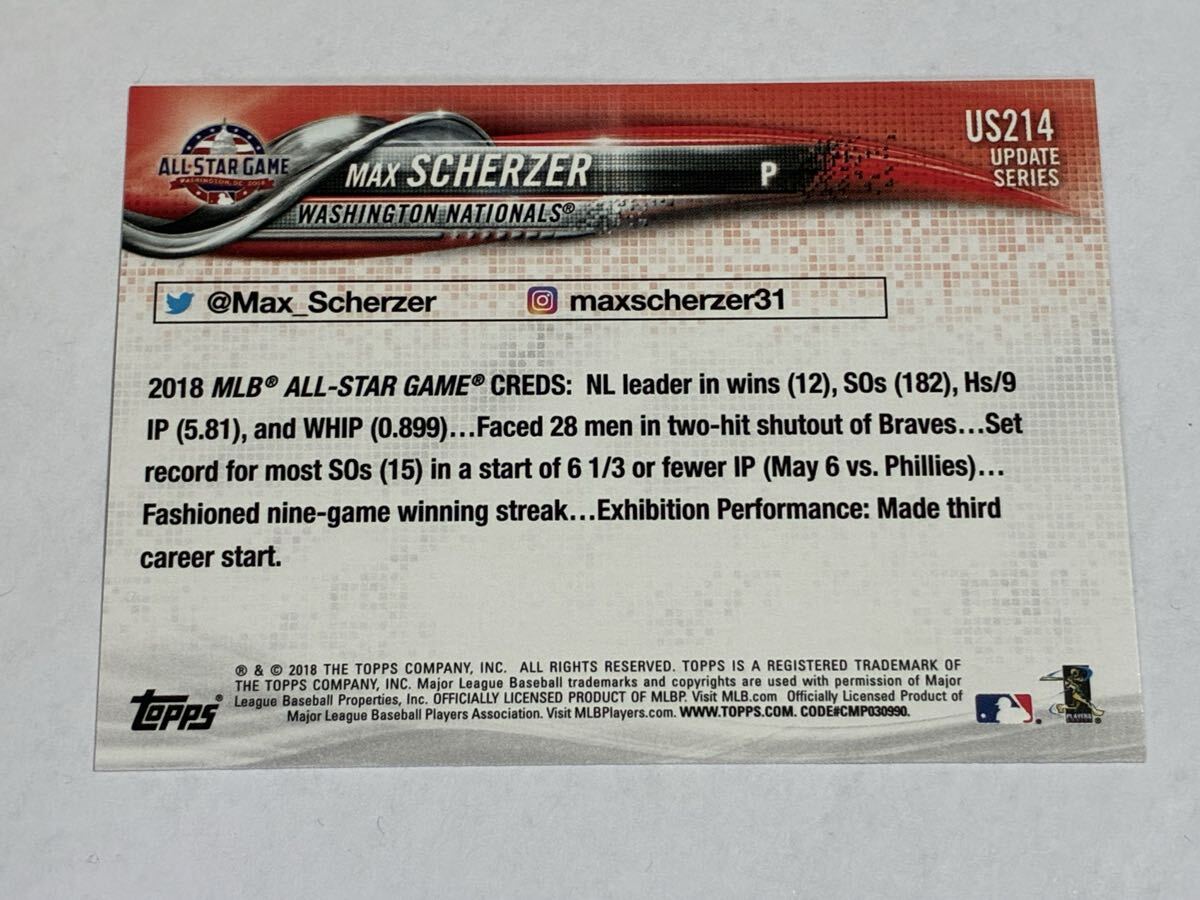 ALL-STAR GAME
WASHINGTON, DC 2018
MAX SCHERZER
P
US214
UPDATE
SERIES
WASHINGTON NATIONALS®
@Max_Scherzer
maxscherzer31
2018 MLB® ALL-STAR GAME® CREDS: NL leader in wins (12), SOs (182), Hs/9
IP (5.81), and WHIP (0.899)...Faced 28 men in two-hit shutout of Braves...Set
record for most SOs (15) in a start of 6 1/3 or fewer IP (May 6 vs. Phillies)...
Fashioned nine-game winning streak...Exhibition Performance: Made third
career start.
® & © 2018 THE TOPPS COMPANY, INC. ALL RIGHTS RESERVED. TOPPS IS A REGISTERED TRADEMARK OF
THE TOPPS COMPANY, INC. Major League Baseball trademarks and copyrights are used with permission of Major
League Baseball Properties, Inc. OFFICIALLY LICENSED PRODUCT OF MLBP. Visit MLB.com Officially Licensed Product of
Major League Baseball Players Association. Visit MLBPlayers.com. WWW.TOPPS.COM. CODE#CMP030990.
Topps®
PLAYERS